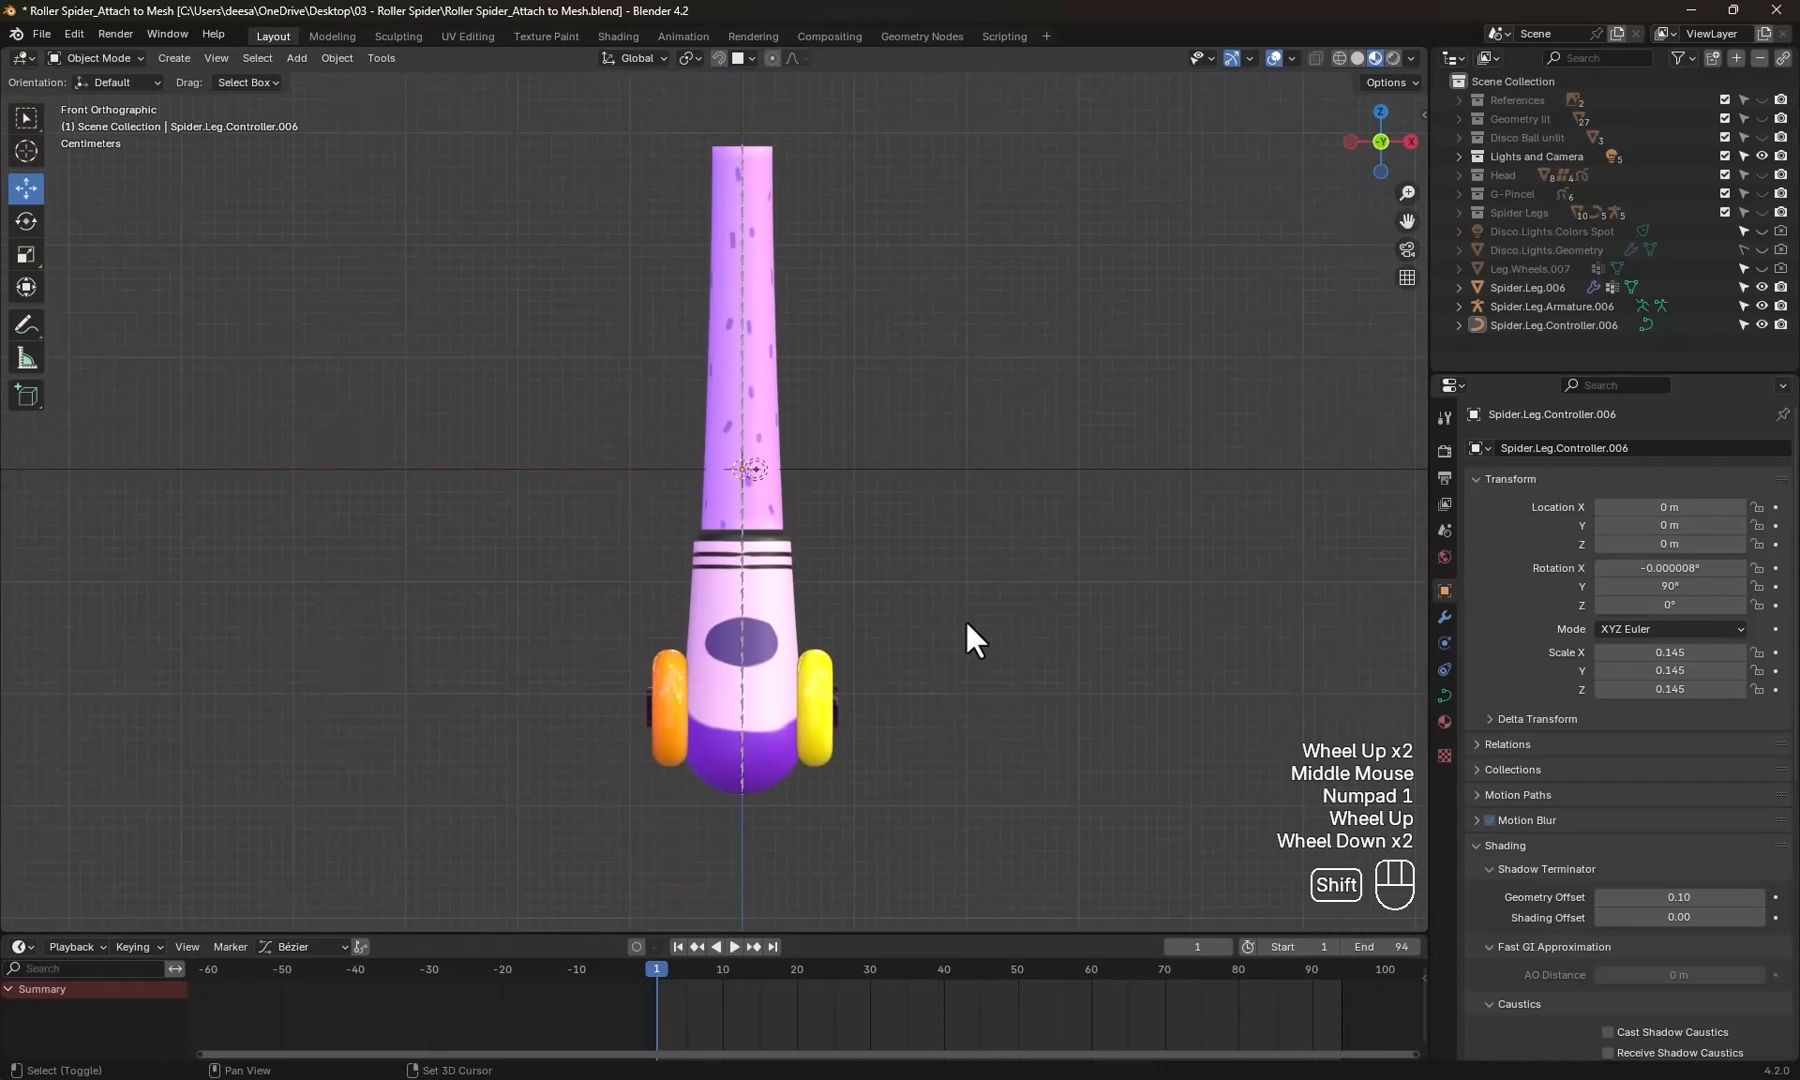 * Roller Spider_Attach to Mesh [C:\Users\deesa\OneDrive\Desktop\03 - Roller Spider\Roller Spider_Attach to Mesh.blend] - Blender 4.2
File Edit Render Window Help Layout Modeling Sculpting UV Editing Texture Paint Shading Animation Rendering Compositing Geometry Nodes Scripting + Scene ViewLayer
Object Mode View Select Add Object Tools Create Global Search
Orientation: Default Drag: Select Box Options
Front Orthographic
(1) Scene Collection | Spider.Leg.Controller.006
Centimeters
Z
X
-Y
Scene Collection
References 2
Geometry lit 27
Disco Ball unlit 3
Lights and Camera 5
Head 8 4
G-Pincel 6
Spider Legs 10 5 5
Disco.Lights.Colors Spot
Disco.Lights.Geometry
Leg.Wheels.007
Spider.Leg.006
Spider.Leg.Armature.006
Spider.Leg.Controller.006
Search
Spider.Leg.Controller.006
Spider.Leg.Controller.006
Transform
Location X 0 m
Y 0 m
Z 0 m
Rotation X -0.000008°
Y 90°
Z 0°
Mode XYZ Euler
Scale X 0.145
Y 0.145
Z 0.145
Delta Transform
Relations
Collections
Motion Paths
Motion Blur
Shading
Shadow Terminator
Geometry Offset 0.10
Shading Offset 0.00
Fast GI Approximation
AO Distance 0 m
Caustics
Cast Shadow Caustics
Receive Shadow Caustics
Wheel Up x2
Middle Mouse
Numpad 1
Wheel Up
Wheel Down x2
Shift
Playback Keying View Marker Bézier 1 Start 1 End 94
Search -60 -50 -40 -30 -20 -10 1 10 20 30 40 50 60 70 80 90 100
Summary
Select (Toggle) Pan View Set 3D Cursor 4.2.0